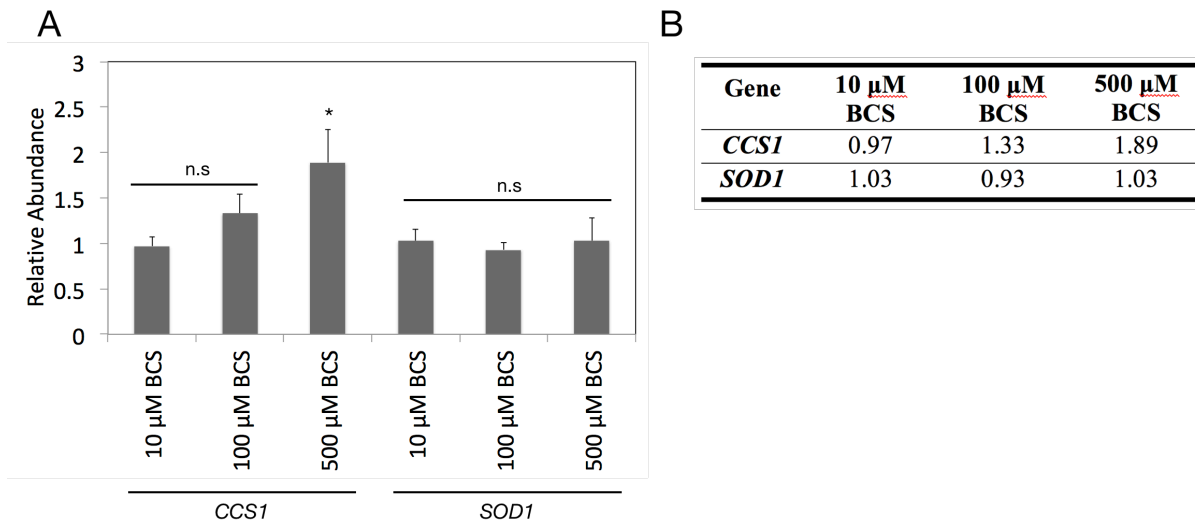 A
B
3
2.5
2
1.5
1
0.5
0
Relative Abundance
n.s
*
n.s
10 µM BCS
100 µM BCS
500 µM BCS
10 µM BCS
100 µM BCS
500 µM BCS
CCS1
SOD1
Gene 10 µM BCS 100 µM BCS 500 µM BCS
CCS1 0.97 1.33 1.89
SOD1 1.03 0.93 1.03